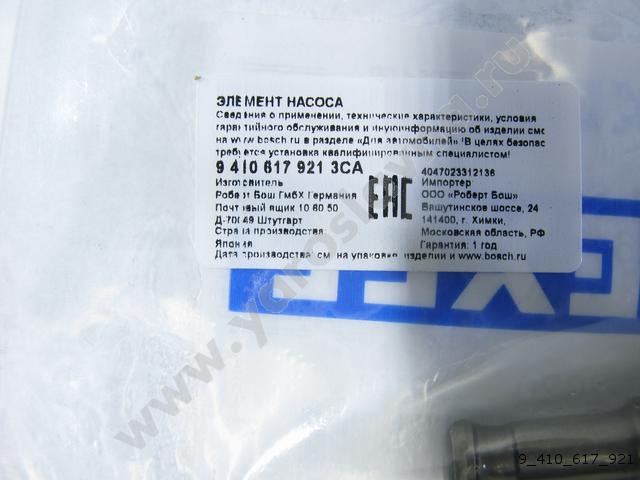 ЭЛЕМЕНТ НАСОСА
Сведения о применении, технические характеристики, условия
гарантийного обслуживания и иную информацию об изделии смо
на www.bosch.ru в разделе «Для автомобилей» !В целях безопас
требуется установка квалифицированным специалистом!
9 410 617 921 3CA
4047023312136
Изготовитель
Роберт Бош ГмбХ Германия
Почтовый ящик 10 60 50
Д-70049 Штутгарт
Страна производства:
Япония
Импортер
ООО «Роберт Бош»
Вашутинское шоссе, 24
141400, г. Химки,
Московская область, РФ
Гарантия: 1 год
Дата производства: см. на упаковке, изделии и www.bosch.ru
EAC
www.yaroslavna.ru
9_410_617_921